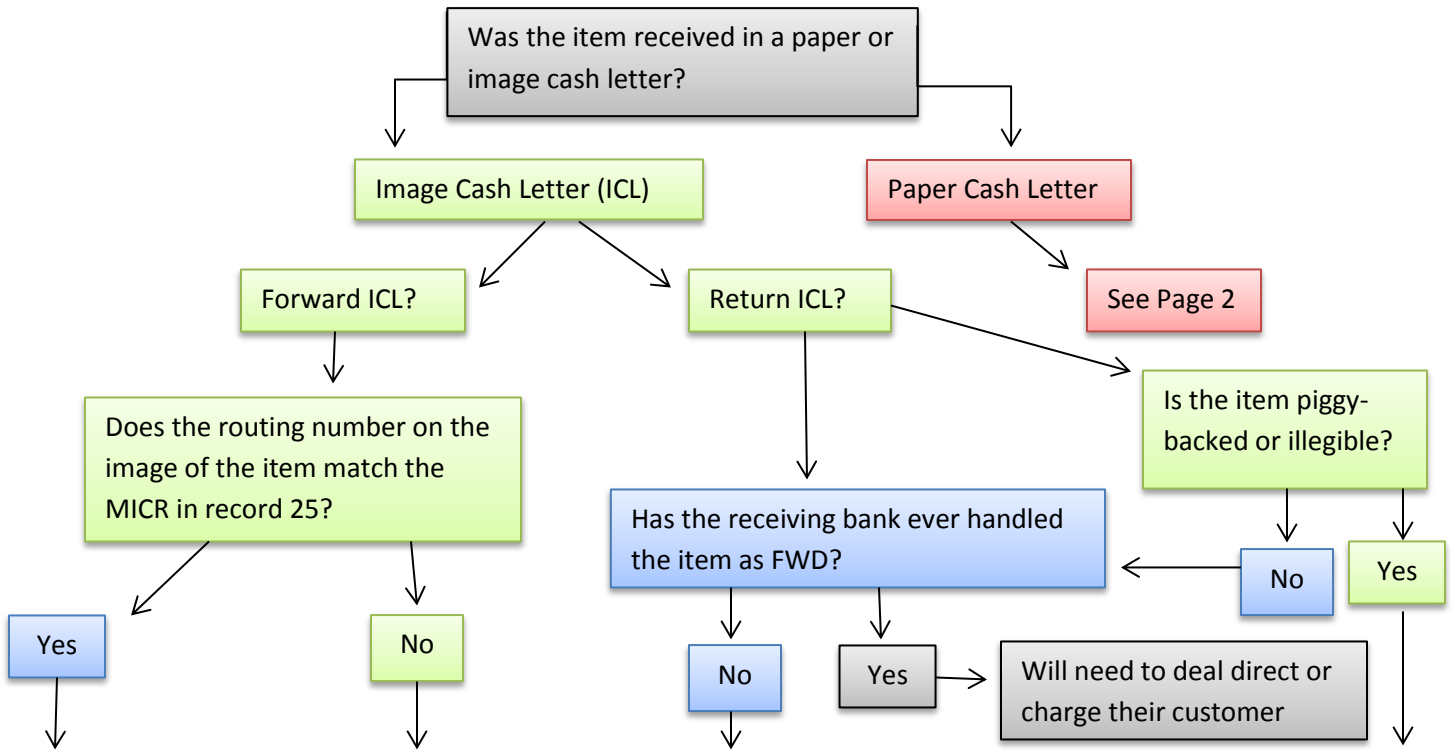 Was the item received in a paper or
image cash letter?
Image Cash Letter (ICL)
Paper Cash Letter
Forward ICL?
Return ICL?
See Page 2
Does the routing number on the
image of the item match the
MICR in record 25?
Is the item piggy-
backed or illegible?
Has the receiving bank ever handled
the item as FWD?
No
Yes
Yes
No
No
Yes
Will need to deal direct or
charge their customer